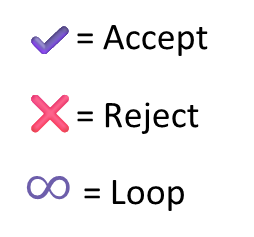 ✔ = Accept
❌ = Reject
∞ = Loop